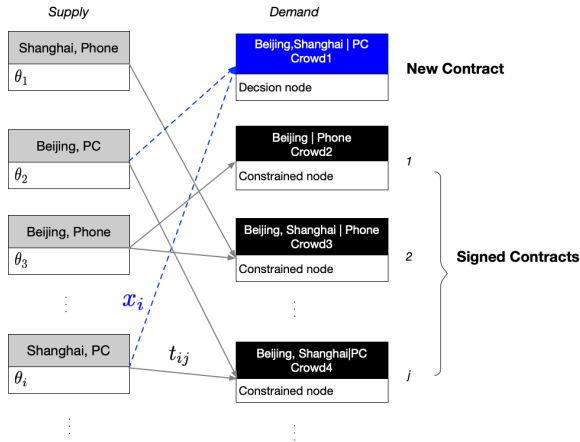 Supply
Demand
Shanghai, Phone
θ1
Beijing,Shanghai | PC
Crowd1
Decsion node
New Contract
Beijing, PC
θ2
Beijing | Phone
Crowd2
Constrained node
1
Beijing, Phone
θ3
Beijing, Shanghai | Phone
Crowd3
Constrained node
2
Signed Contracts
xi
Shanghai, PC
θi
tij
Beijing, Shanghai|PC
Crowd4
Constrained node
j